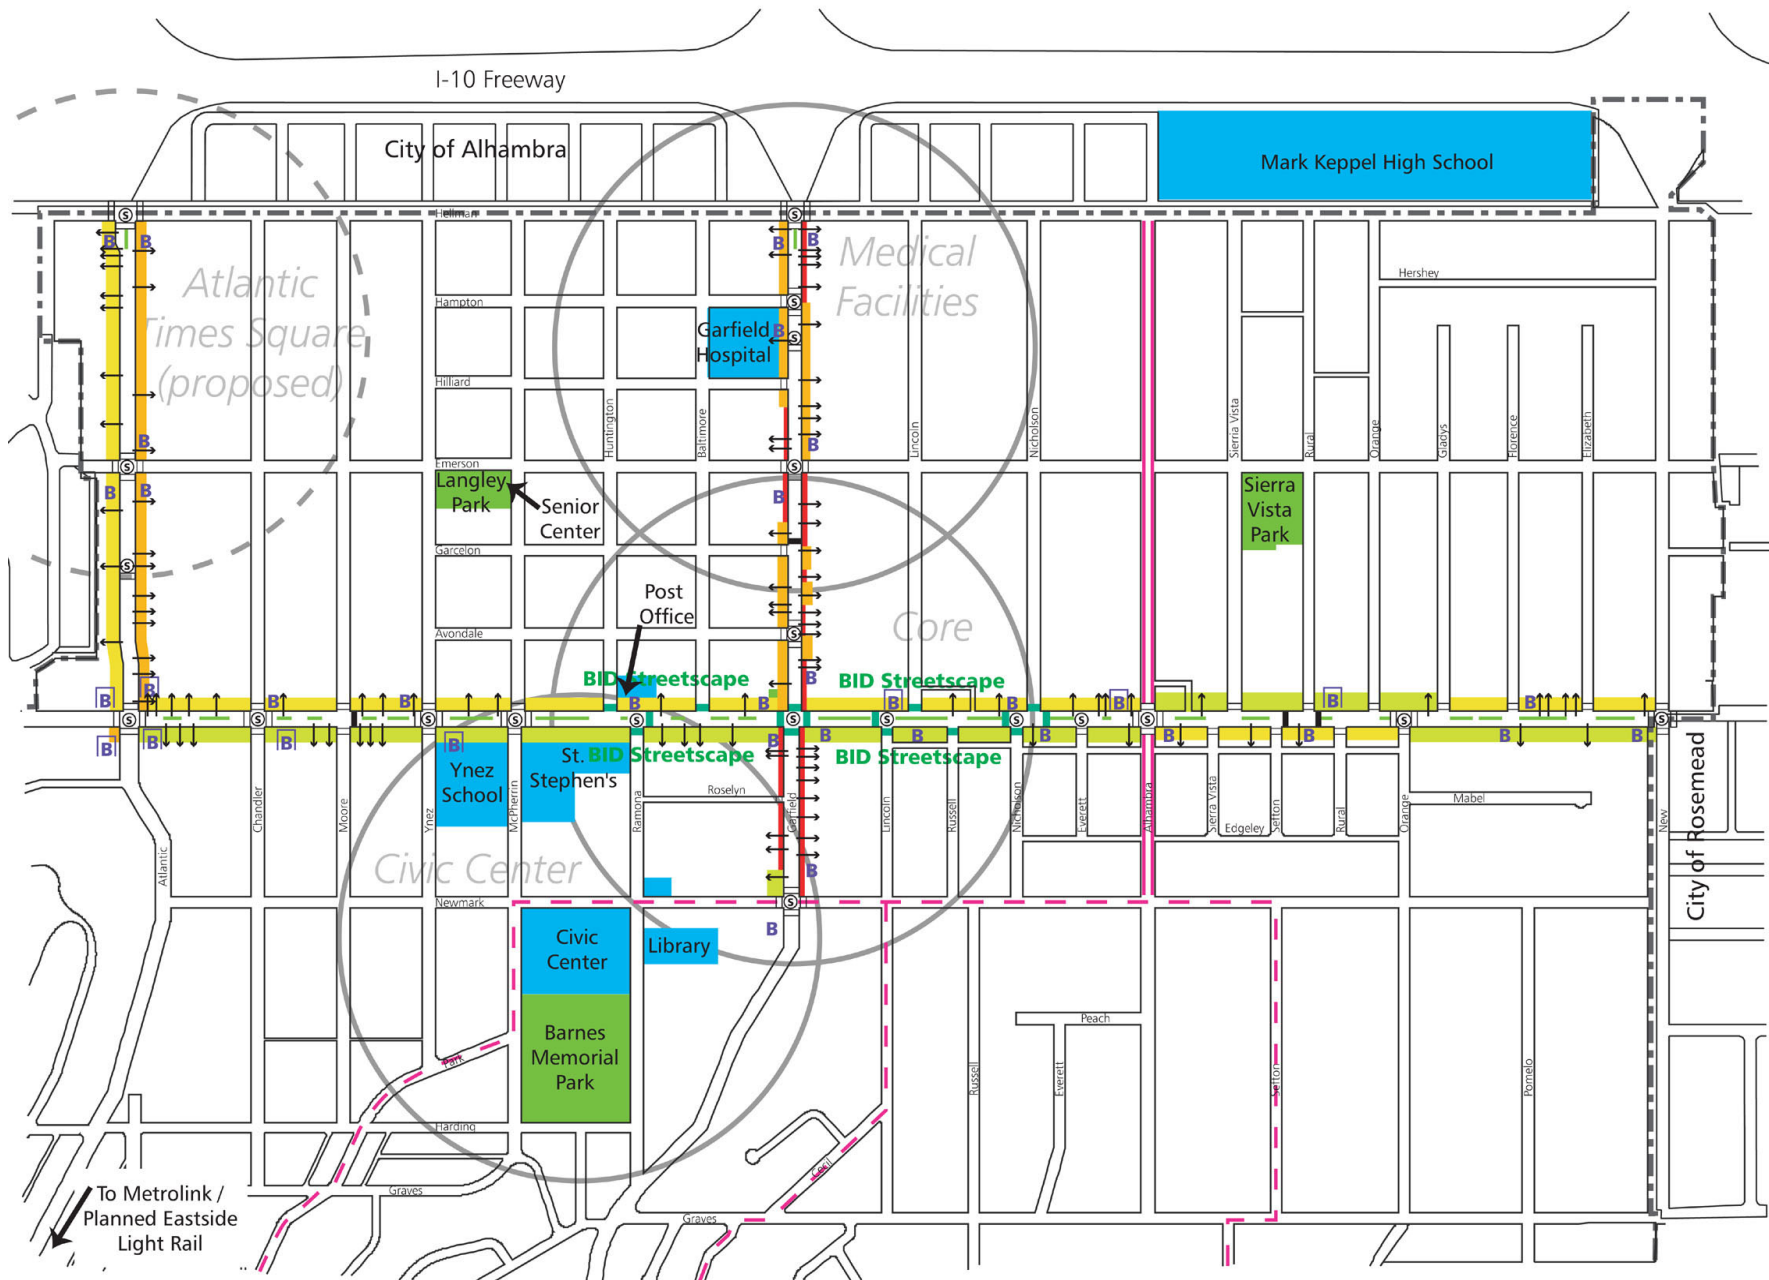 I-10 Freeway
City of Alhambra
Mark Keppel High School
Hellman
Atlantic
Times Square
(proposed)
Medical
Facilities
Hershey
Hampton
Garfield
Hospital
Hilliard
Huntington
Baltimore
Lincoln
Nicholson
Sierra Vista
Rural
Orange
Gladys
Florence
Elizabeth
Emerson
Langley
Park
Senior
Center
Sierra
Vista
Park
Garcelon
Post
Office
Avondale
Core
BID Streetscape
BID Streetscape
BID Streetscape
BID Streetscape
Ynez
School
St.
Stephen's
Roselyn
Atlantic
Chandler
Moore
Ynez
McPherrin
Ramona
Garfield
Lincoln
Russell
Nicholson
Everett
Alhambra
Sierra Vista
Edgeley
Sefton
Rural
Orange
Mabel
New
City of Rosemead
Civic Center
Newmark
Civic
Center
Library
Barnes
Memorial
Park
Park
Peach
Russell
Everett
Sefton
Pomelo
Harding
Cecil
Graves
Graves
To Metrolink /
Planned Eastside
Light Rail
B
S